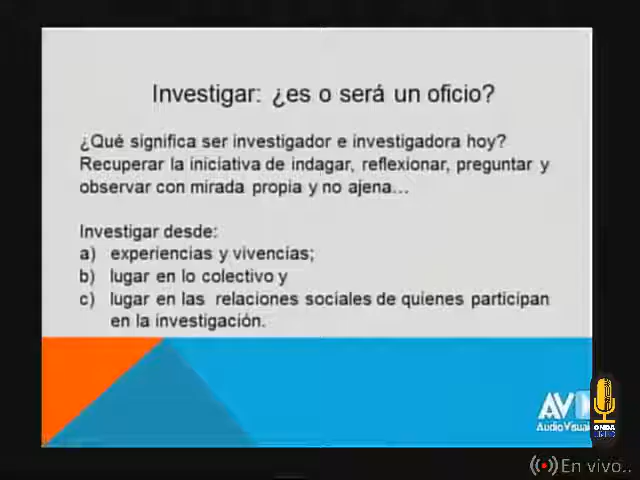 Investigar: ¿es o será un oficio?
¿Qué significa ser investigador e investigadora hoy?
Recuperar la iniciativa de indagar, reflexionar, preguntar y
observar con mirada propia y no ajena...
Investigar desde:
a) experiencias y vivencias;
b) lugar en lo colectivo y
c) lugar en las relaciones sociales de quienes participan
en la investigación.
AV
AudioVisual
ONDA
En vivo..